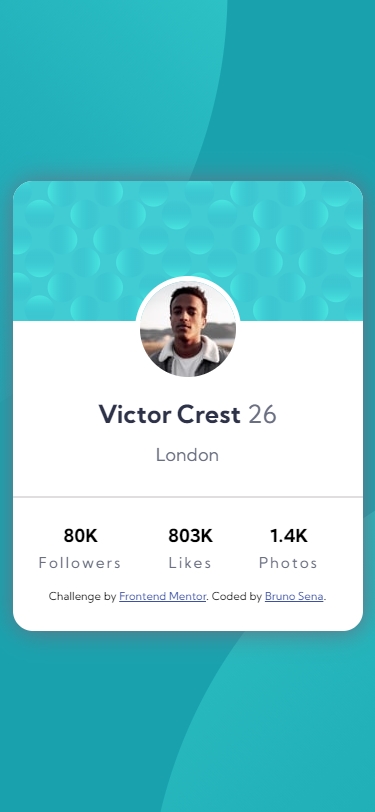 Victor Crest 26
London
80K 803K 1.4K
Followers Likes Photos
Challenge by Frontend Mentor. Coded by Bruno Sena.